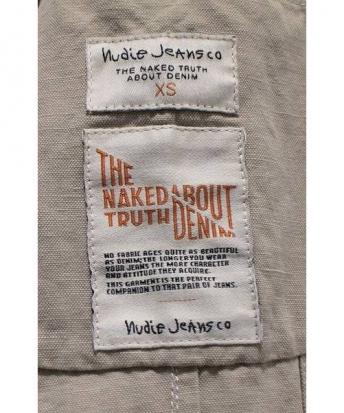 nudie Jeans co
THE NAKED TRUTH
ABOUT DENIM
XS
THE
NAKED ABOUT
TRUTH DENIM
NO FABRIC AGES QUITE AS BEAUTIFUL
AS DENIM; THE LONGER YOU WEAR
YOUR JEANS THE MORE CHARACTER
AND ATTITUDE THEY ACQUIRE.
THIS GARMENT IS THE PERFECT
COMPANION TO THAT PAIR OF JEANS.
nudie Jeans co